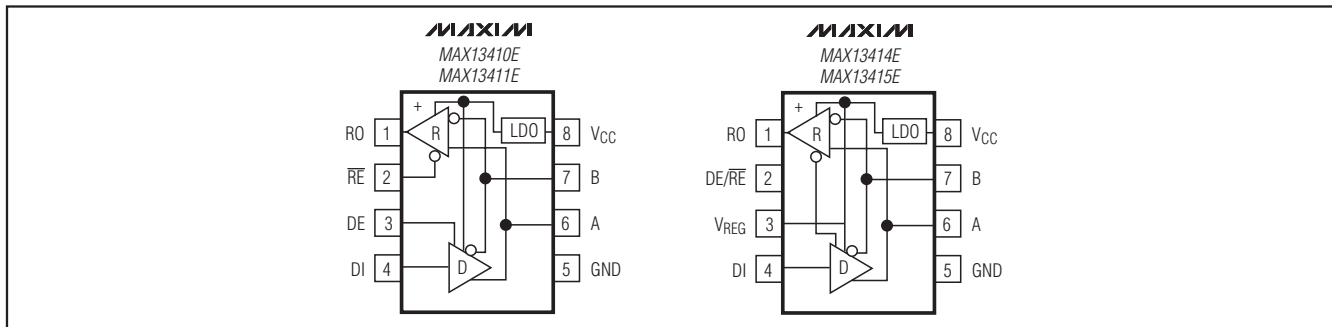 MAXIM
MAX13410E
MAX13411E
+
R
LDO
D
RO 1
RE 2
DE 3
DI 4
8 VCC
7 B
6 A
5 GND
MAXIM
MAX13414E
MAX13415E
+
R
LDO
D
RO 1
DE/RE 2
VREG 3
DI 4
8 VCC
7 B
6 A
5 GND